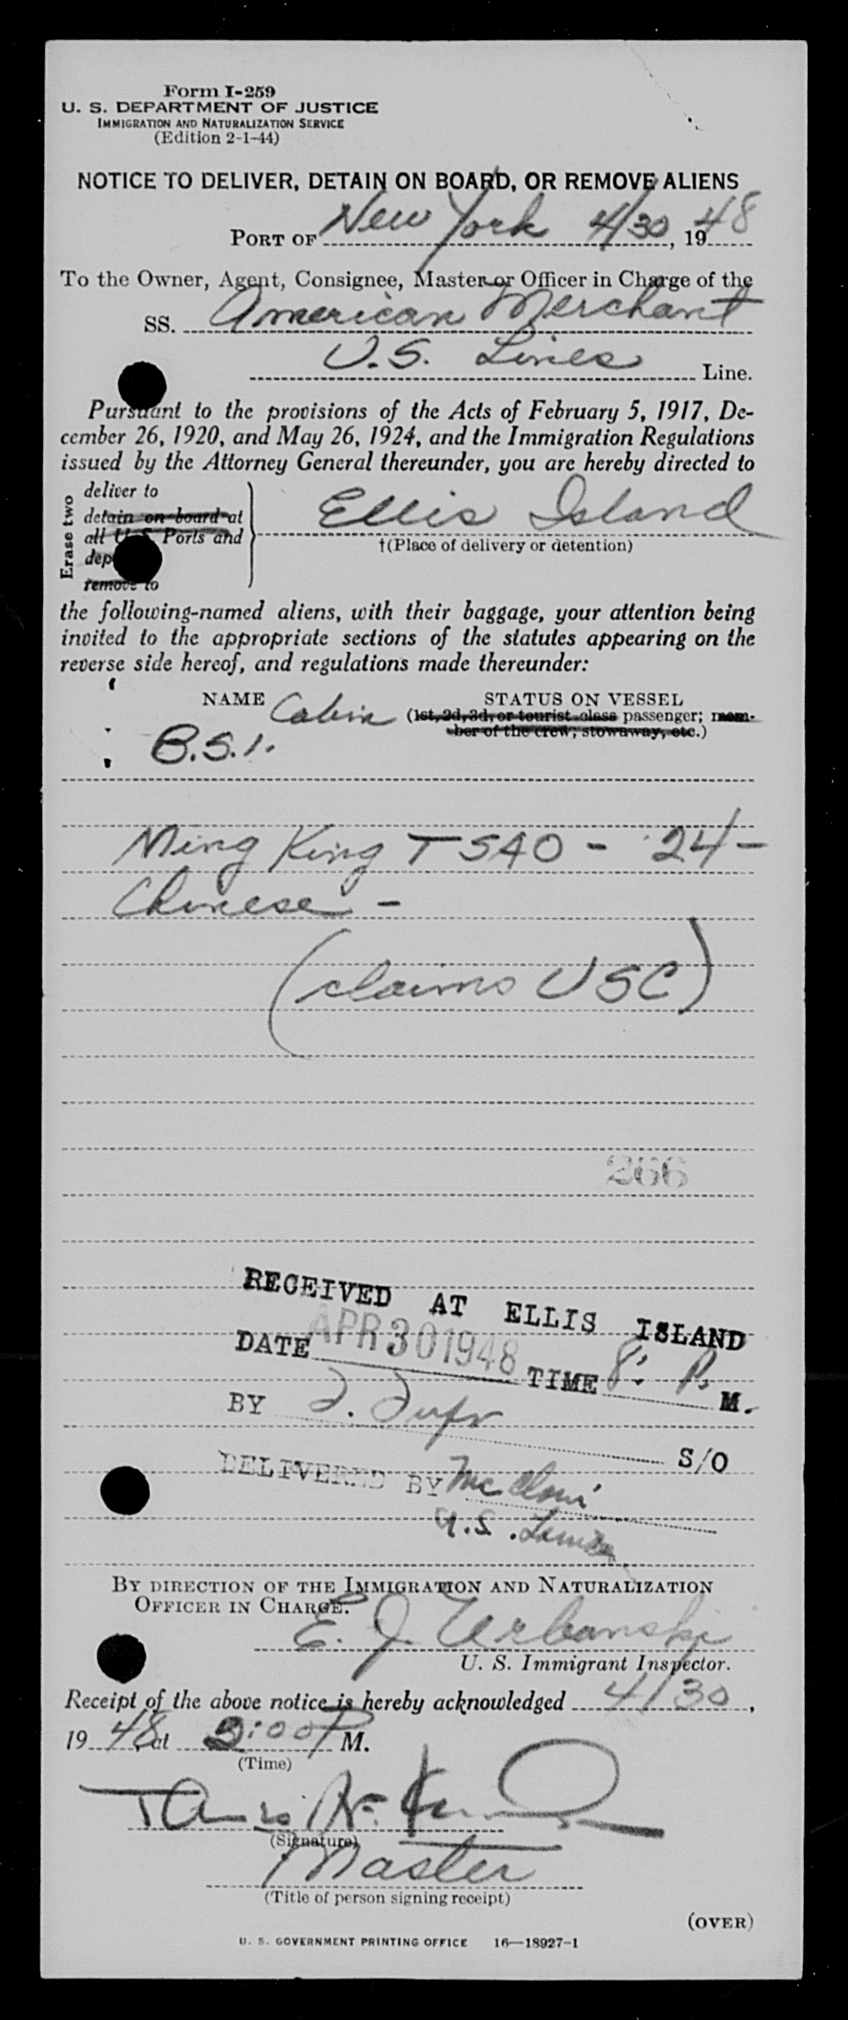 Form I-259
U. S. DEPARTMENT OF JUSTICE
IMMIGRATION AND NATURALIZATION SERVICE
(Edition 2-1-44)
NOTICE TO DELIVER, DETAIN ON BOARD, OR REMOVE ALIENS
PORT OF New York 4/30, 1948
To the Owner, Agent, Consignee, Master or Officer in Charge of the
SS. American Merchant
U.S. Lines Line.
Pursuant to the provisions of the Acts of February 5, 1917, De-
cember 26, 1920, and May 26, 1924, and the Immigration Regulations
issued by the Attorney General thereunder, you are hereby directed to
Erase two
deliver to
detain on board at
all U.S. Ports and
dep
remove to
Ellis Island
†(Place of delivery or detention)
the following-named aliens, with their baggage, your attention being
invited to the appropriate sections of the statutes appearing on the
reverse side hereof, and regulations made thereunder:
NAME Cabin STATUS ON VESSEL
(1st, 2d, 3d, or tourist class passenger; mem-
ber of the crew; stowaway, etc.)
B.S.I.
Ming King TSAO - 24 -
Chinese -
(claims USC)
266
RECEIVED AT ELLIS ISLAND
DATE APR 30 1948 TIME 8: P. M.
BY S/O
DELIVERED BY
U.S. Lines
BY DIRECTION OF THE IMMIGRATION AND NATURALIZATION
OFFICER IN CHARGE.
E. J. Urbanski
U. S. Immigrant Inspector.
Receipt of the above notice is hereby acknowledged 4/30,
1948, at :00 P M.
(Time)
(Signature)
Master
(Title of person signing receipt)
(OVER)
U. S. GOVERNMENT PRINTING OFFICE 16—18927-1